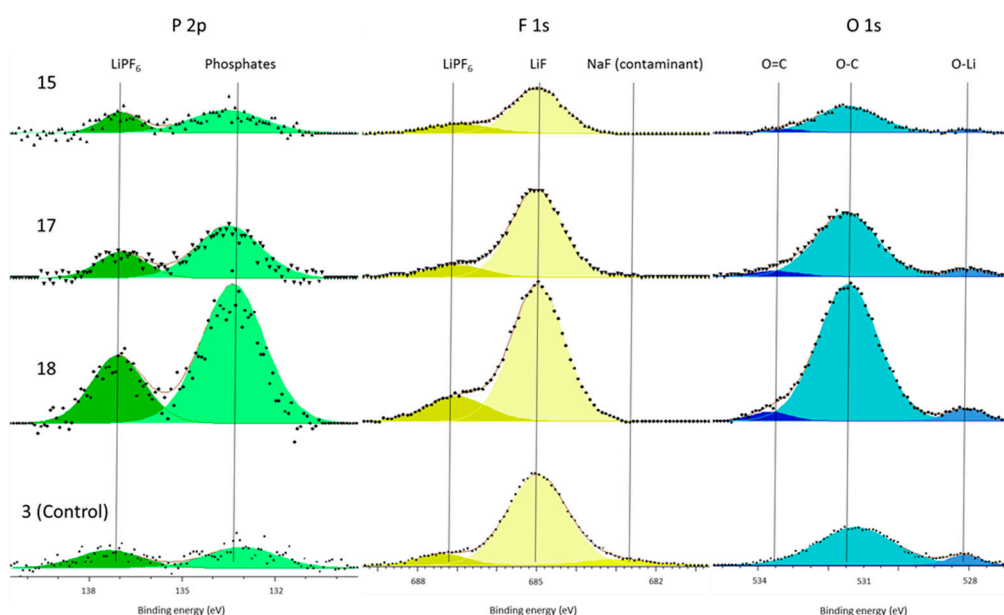 P 2p F 1s O 1s
LiPF6 Phosphates LiPF6 LiF NaF (contaminant) O=C O-C O-Li
15
17
18
3 (Control)
138 135 132 688 685 682 534 531 528
Binding energy (eV) Binding energy (eV) Binding energy (eV)